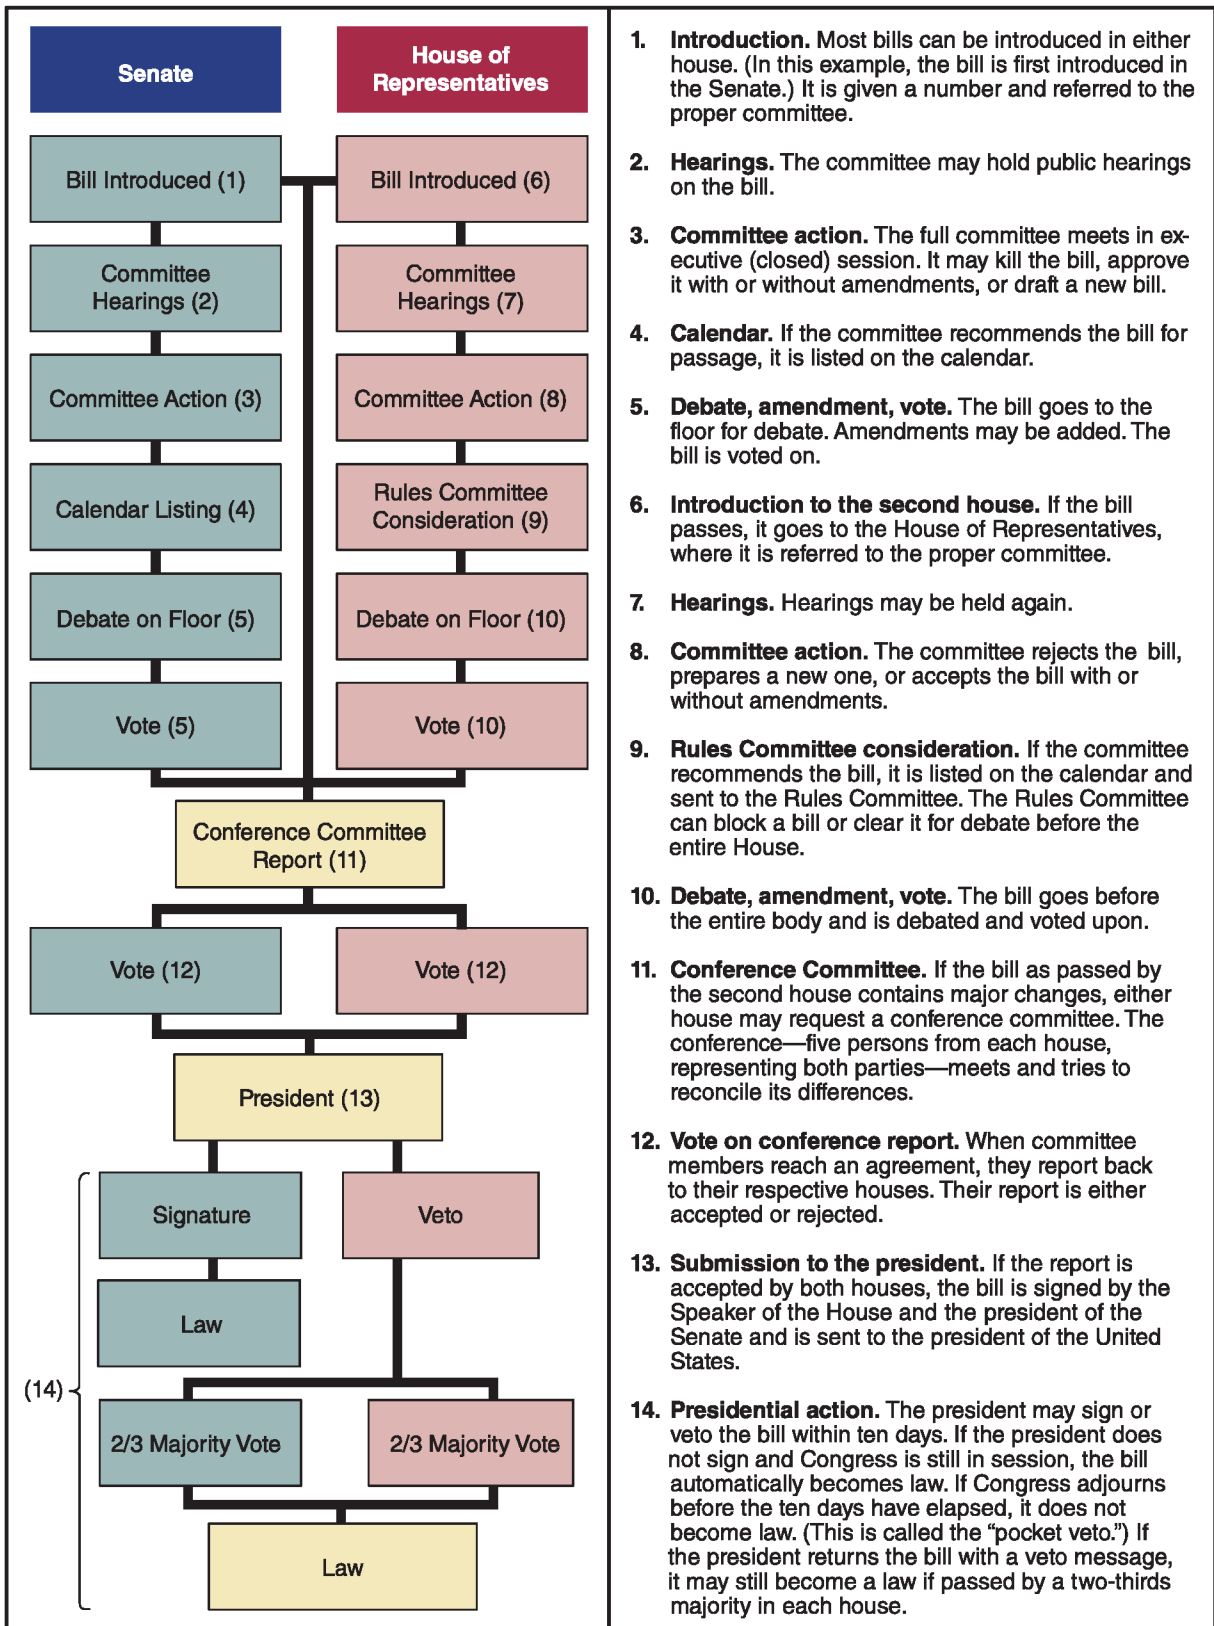 Senate
House of
Representatives
Bill Introduced (1)
Bill Introduced (6)
Committee
Hearings (2)
Committee
Hearings (7)
Committee Action (3)
Committee Action (8)
Calendar Listing (4)
Rules Committee
Consideration (9)
Debate on Floor (5)
Debate on Floor (10)
Vote (5)
Vote (10)
Conference Committee
Report (11)
Vote (12)
Vote (12)
President (13)
Signature
Veto
Law
(14)
2/3 Majority Vote
2/3 Majority Vote
Law
1. Introduction. Most bills can be introduced in either
house. (In this example, the bill is first introduced in
the Senate.) It is given a number and referred to the
proper committee.
2. Hearings. The committee may hold public hearings
on the bill.
3. Committee action. The full committee meets in ex-
ecutive (closed) session. It may kill the bill, approve
it with or without amendments, or draft a new bill.
4. Calendar. If the committee recommends the bill for
passage, it is listed on the calendar.
5. Debate, amendment, vote. The bill goes to the
floor for debate. Amendments may be added. The
bill is voted on.
6. Introduction to the second house. If the bill
passes, it goes to the House of Representatives,
where it is referred to the proper committee.
7. Hearings. Hearings may be held again.
8. Committee action. The committee rejects the bill,
prepares a new one, or accepts the bill with or
without amendments.
9. Rules Committee consideration. If the committee
recommends the bill, it is listed on the calendar and
sent to the Rules Committee. The Rules Committee
can block a bill or clear it for debate before the
entire House.
10. Debate, amendment, vote. The bill goes before
the entire body and is debated and voted upon.
11. Conference Committee. If the bill as passed by
the second house contains major changes, either
house may request a conference committee. The
conference—five persons from each house,
representing both parties—meets and tries to
reconcile its differences.
12. Vote on conference report. When committee
members reach an agreement, they report back
to their respective houses. Their report is either
accepted or rejected.
13. Submission to the president. If the report is
accepted by both houses, the bill is signed by the
Speaker of the House and the president of the
Senate and is sent to the president of the United
States.
14. Presidential action. The president may sign or
veto the bill within ten days. If the president does
not sign and Congress is still in session, the bill
automatically becomes law. If Congress adjourns
before the ten days have elapsed, it does not
become law. (This is called the “pocket veto.”) If
the president returns the bill with a veto message,
it may still become a law if passed by a two-thirds
majority in each house.